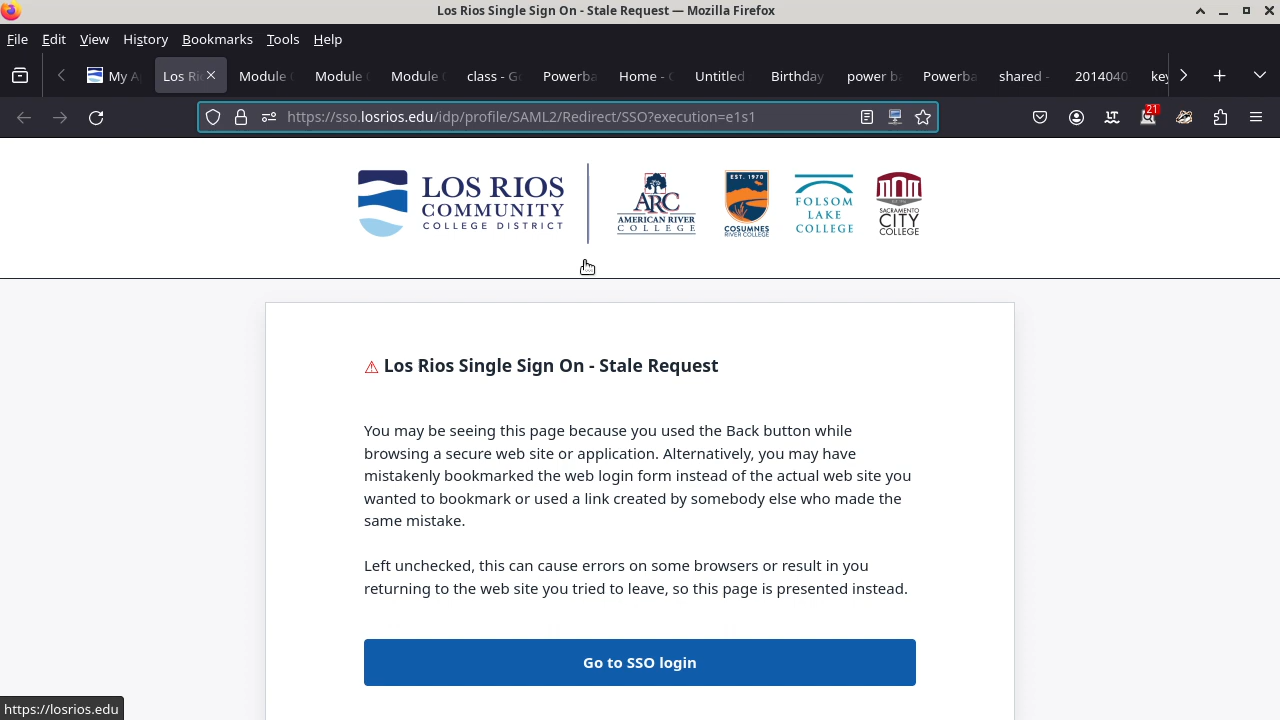 Los Rios Single Sign On - Stale Request — Mozilla Firefox
File Edit View History Bookmarks Tools Help
My A Los Ri Module Module Module class - G Powerba Home - Untitled Birthday power b Powerba shared - 2014040 key
https://sso.losrios.edu/idp/profile/SAML2/Redirect/SSO?execution=e1s1
21
LOS RIOS
COMMUNITY
COLLEGE DISTRICT
ARC
AMERICAN RIVER
COLLEGE
EST. 1970
COSUMNES
RIVER COLLEGE
FOLSOM
LAKE
COLLEGE
SACRAMENTO
CITY
COLLEGE
Los Rios Single Sign On - Stale Request
You may be seeing this page because you used the Back button while
browsing a secure web site or application. Alternatively, you may have
mistakenly bookmarked the web login form instead of the actual web site you
wanted to bookmark or used a link created by somebody else who made the
same mistake.
Left unchecked, this can cause errors on some browsers or result in you
returning to the web site you tried to leave, so this page is presented instead.
Go to SSO login
https://losrios.edu